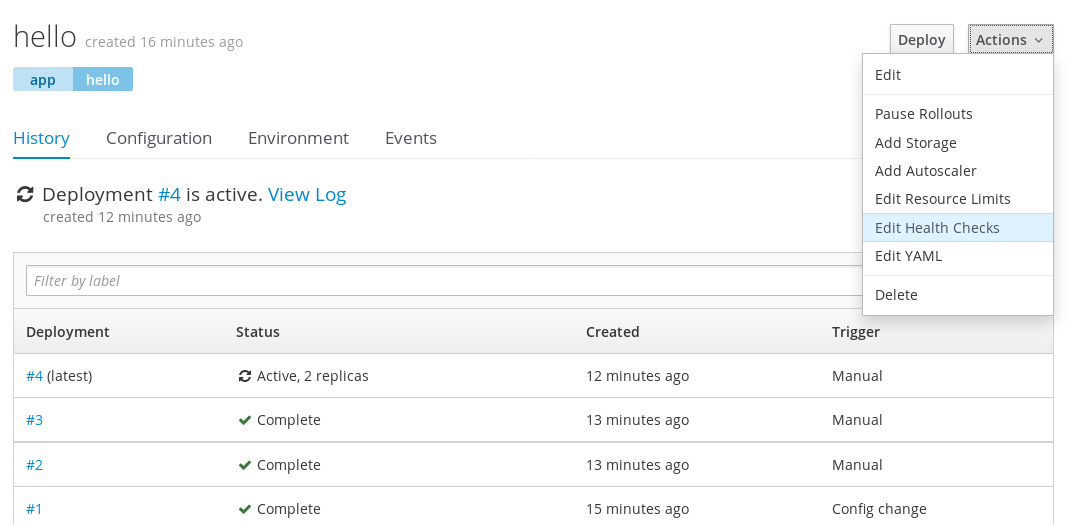 hello created 16 minutes ago
Deploy
Actions
app hello
Edit
Pause Rollouts
Add Storage
Add Autoscaler
Edit Resource Limits
Edit Health Checks
Edit YAML
Delete
History Configuration Environment Events
Deployment #4 is active. View Log
created 12 minutes ago
Filter by label
Deployment Status Created Trigger
#4 (latest) Active, 2 replicas 12 minutes ago Manual
#3 Complete 13 minutes ago Manual
#2 Complete 13 minutes ago Manual
#1 Complete 15 minutes ago Config change